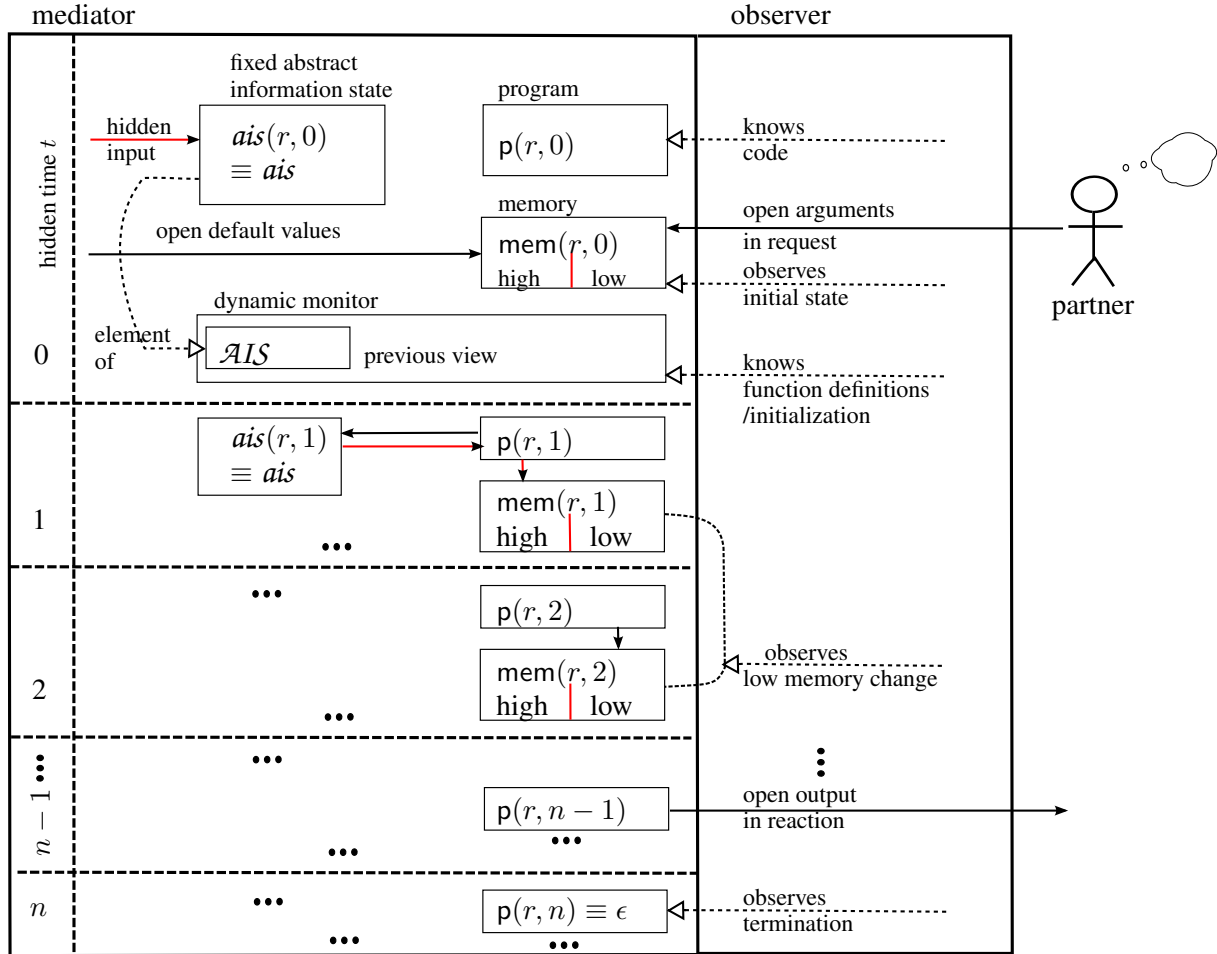 mediator
observer
fixed abstract
information state
program
hidden
input
ais(r, 0)
≡ ais
p(r, 0)
knows
code
hidden time t
memory
open default values
mem(r, 0)
high low
open arguments
in request
observes
initial state
partner
dynamic monitor
element
of
AIS
previous view
0
knows
function definitions
/initialization
ais(r, 1)
≡ ais
p(r, 1)
mem(r, 1)
high low
1
•••
•••
p(r, 2)
mem(r, 2)
high low
observes
low memory change
2
•••
n − 1 •••
•••
•••
p(r, n − 1)
•••
•••
open output
in reaction
n
•••
p(r, n) ≡ ϵ
observes
termination
•••
•••